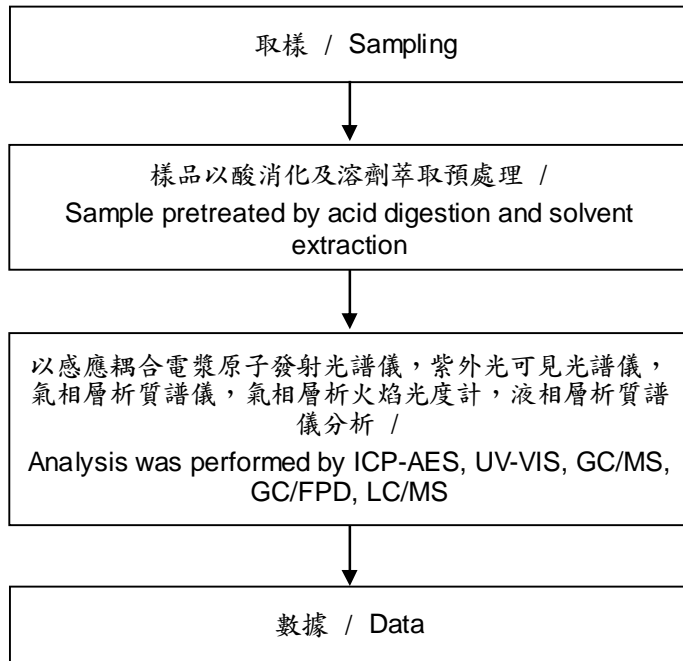 取樣 / Sampling
樣品以酸消化及溶劑萃取預處理 /
Sample pretreated by acid digestion and solvent
extraction
以感應耦合電漿原子發射光譜儀，紫外光可見光譜儀，
氣相層析質譜儀，氣相層析火焰光度計，液相層析質譜
儀分析 /
Analysis was performed by ICP-AES, UV-VIS, GC/MS,
GC/FPD, LC/MS
數據 / Data